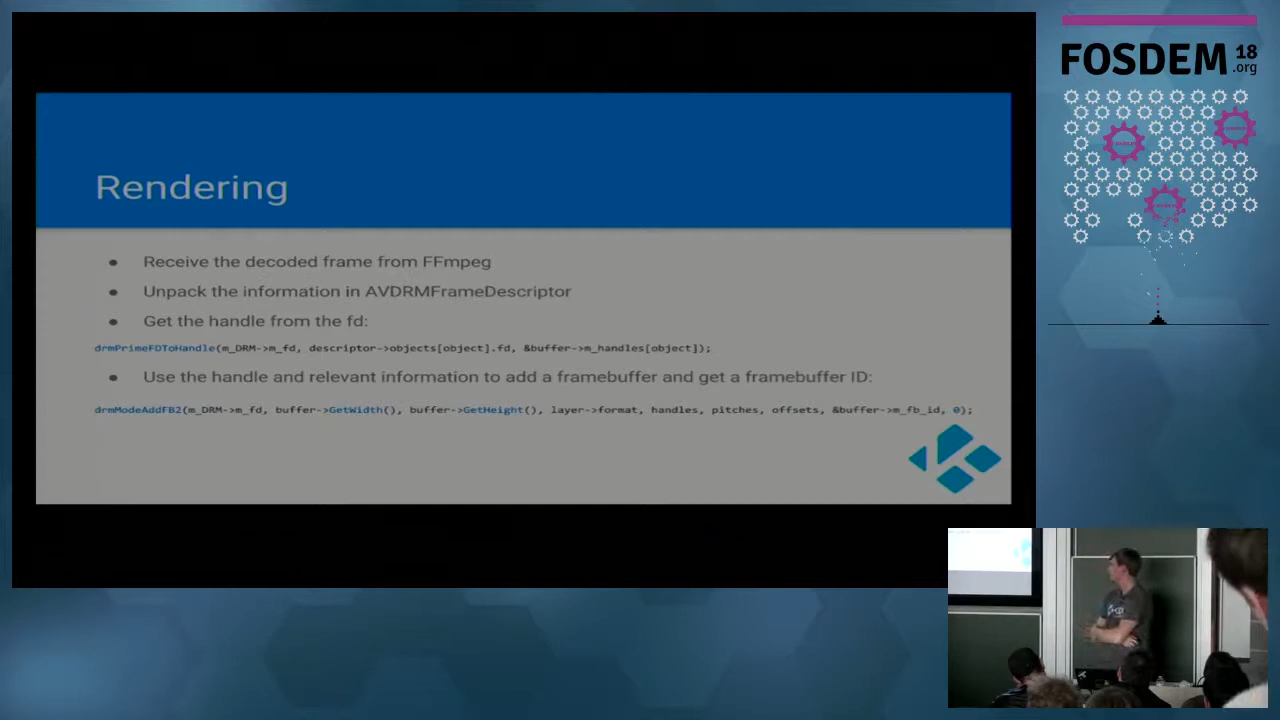 Rendering
● Receive the decoded frame from FFmpeg
● Unpack the information in AVDRMFrameDescriptor
● Get the handle from the fd:
drmPrimeFDToHandle(m_DRM->m_fd, descriptor->objects[object].fd, &buffer->m_handles[object]);
● Use the handle and relevant information to add a framebuffer and get a framebuffer ID:
drmModeAddFB2(m_DRM->m_fd, buffer->GetWidth(), buffer->GetHeight(), layer->format, handles, pitches, offsets, &buffer->m_fb_id, 0);
FOSDEM 18
.org